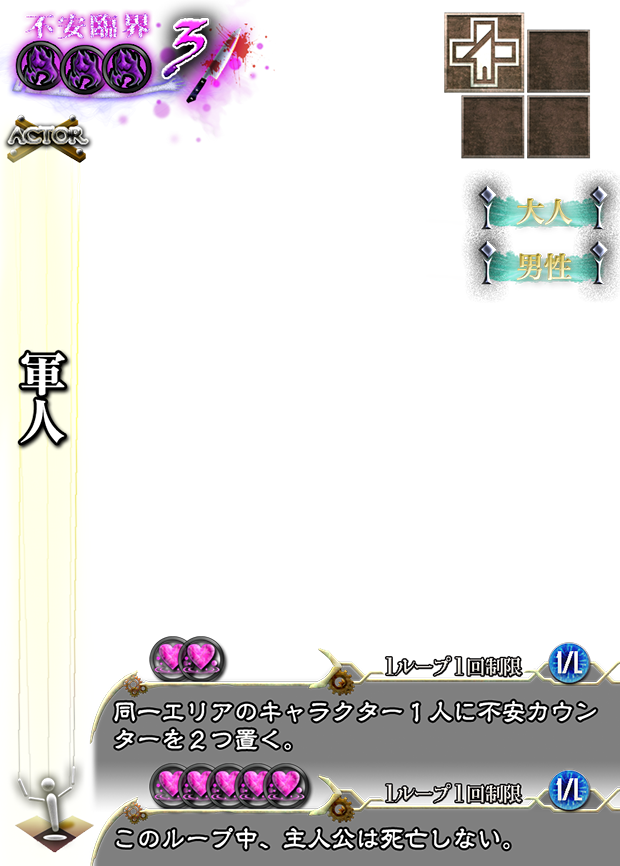 不安臨界
3
ACTOR
大人
男性
軍人
1ループ1回制限
1/L
同一エリアのキャラクター1人に不安カウン
ターを2つ置く。
1ループ1回制限
1/L
このループ中、主人公は死亡しない。